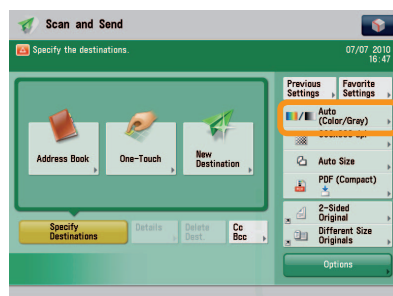 Scan and Send
Specify the destinations.
07/07 2010
16:47
Previous
Settings
Favorite
Settings
Auto
(Color/Gray)
Address Book
One-Touch
New
Destination
Auto Size
PDF (Compact)
2-Sided
Original
Different Size
Originals
Specify
Destinations
Details
Delete
Dest.
Cc
Bcc
Options